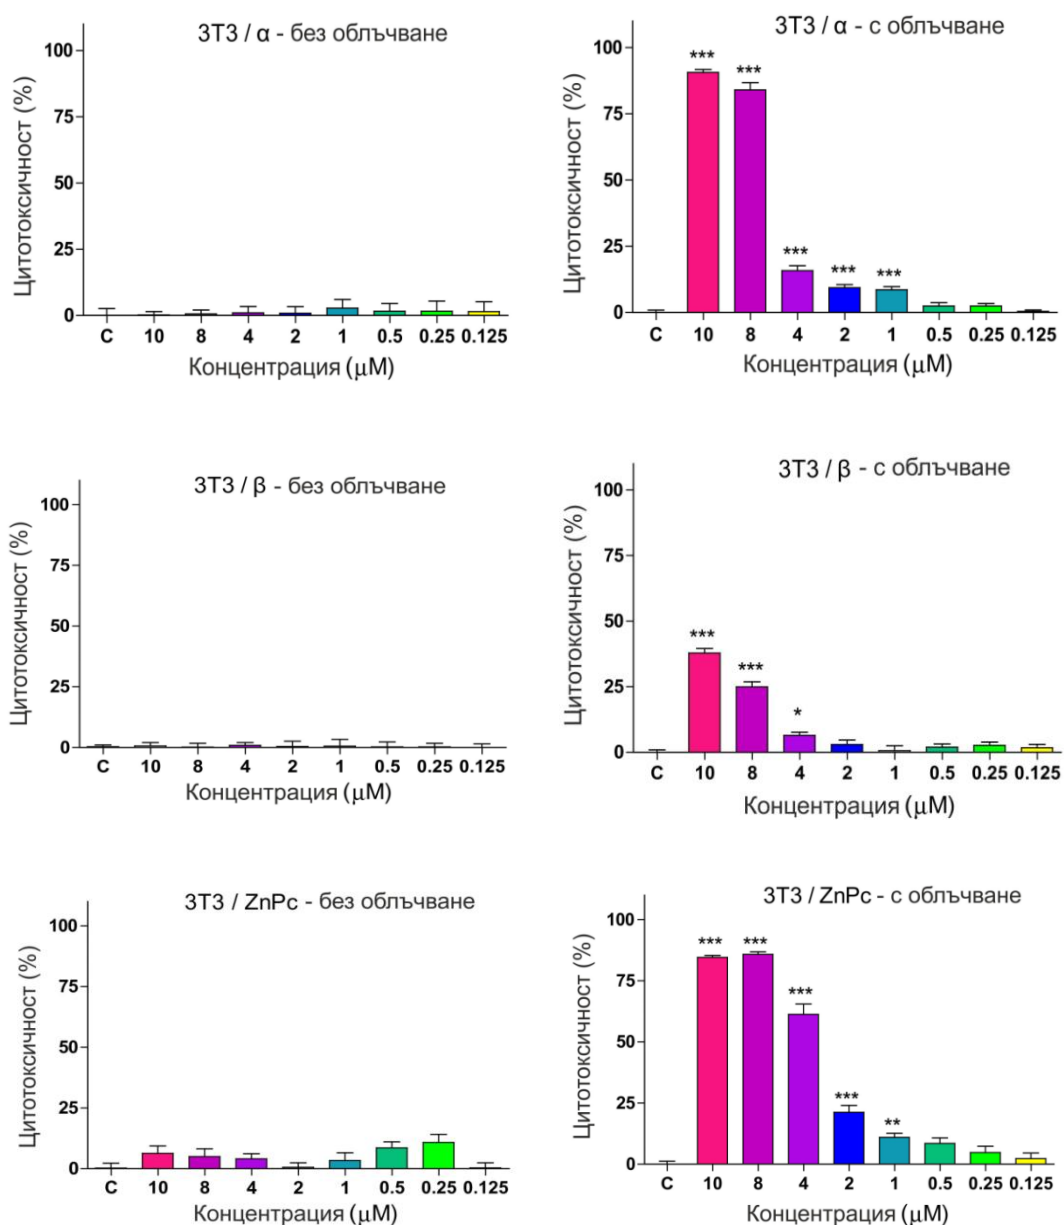 3T3 / α - без облъчване
100
75
50
25
0
Цитотоксичност (%)
C 10 8 4 2 1 0.5 0.25 0.125
Концентрация (μM)
3T3 / α - с облъчване
100
75
50
25
0
Цитотоксичност (%)
*** *** *** *** ***
C 10 8 4 2 1 0.5 0.25 0.125
Концентрация (μM)
3T3 / β - без облъчване
100
75
50
25
0
Цитотоксичност (%)
C 10 8 4 2 1 0.5 0.25 0.125
Концентрация (μM)
3T3 / β - с облъчване
100
75
50
25
0
Цитотоксичност (%)
*** *** *
C 10 8 4 2 1 0.5 0.25 0.125
Концентрация (μM)
3T3 / ZnPc - без облъчване
100
75
50
25
0
Цитотоксичност (%)
C 10 8 4 2 1 0.5 0.25 0.125
Концентрация (μM)
3T3 / ZnPc - с облъчване
100
75
50
25
0
Цитотоксичност (%)
*** *** *** *** **
C 10 8 4 2 1 0.5 0.25 0.125
Концентрация (μM)